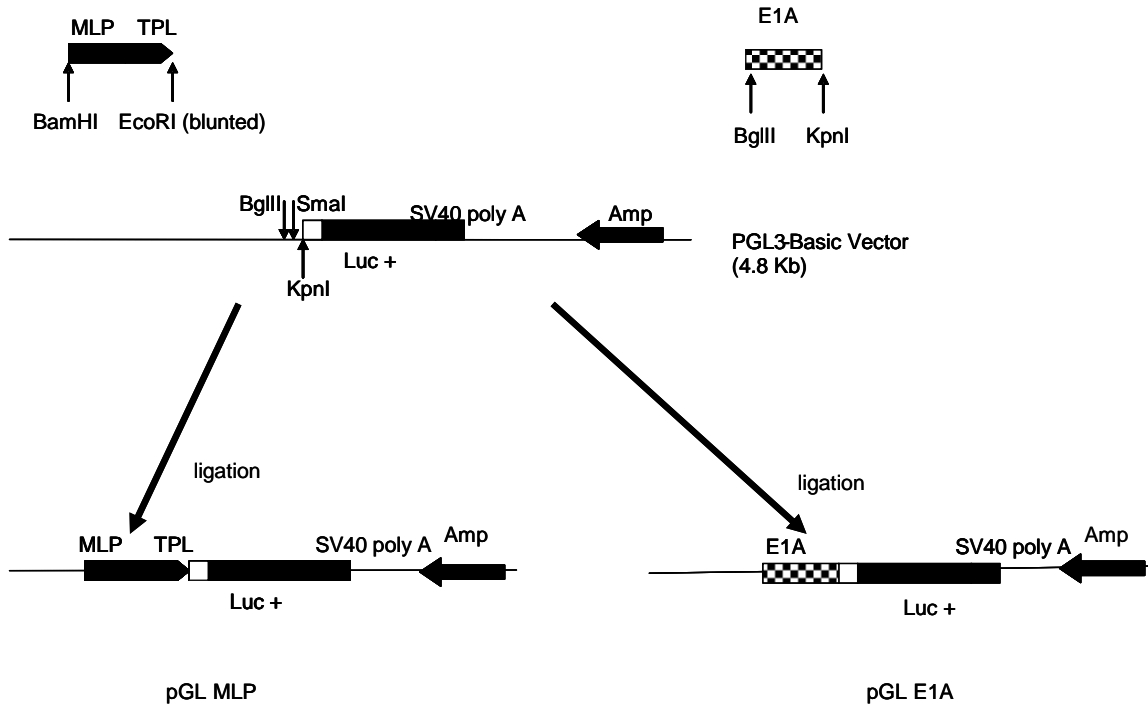 MLP TPL
E1A
BamHI EcoRI (blunted)
BglII KpnI
BglII SmaI
SV40 poly A
Amp
Luc +
KpnI
PGL3-Basic Vector
(4.8 Kb)
ligation
ligation
MLP TPL
SV40 poly A
Amp
Luc +
E1A
SV40 poly A
Amp
Luc +
pGL MLP
pGL E1A